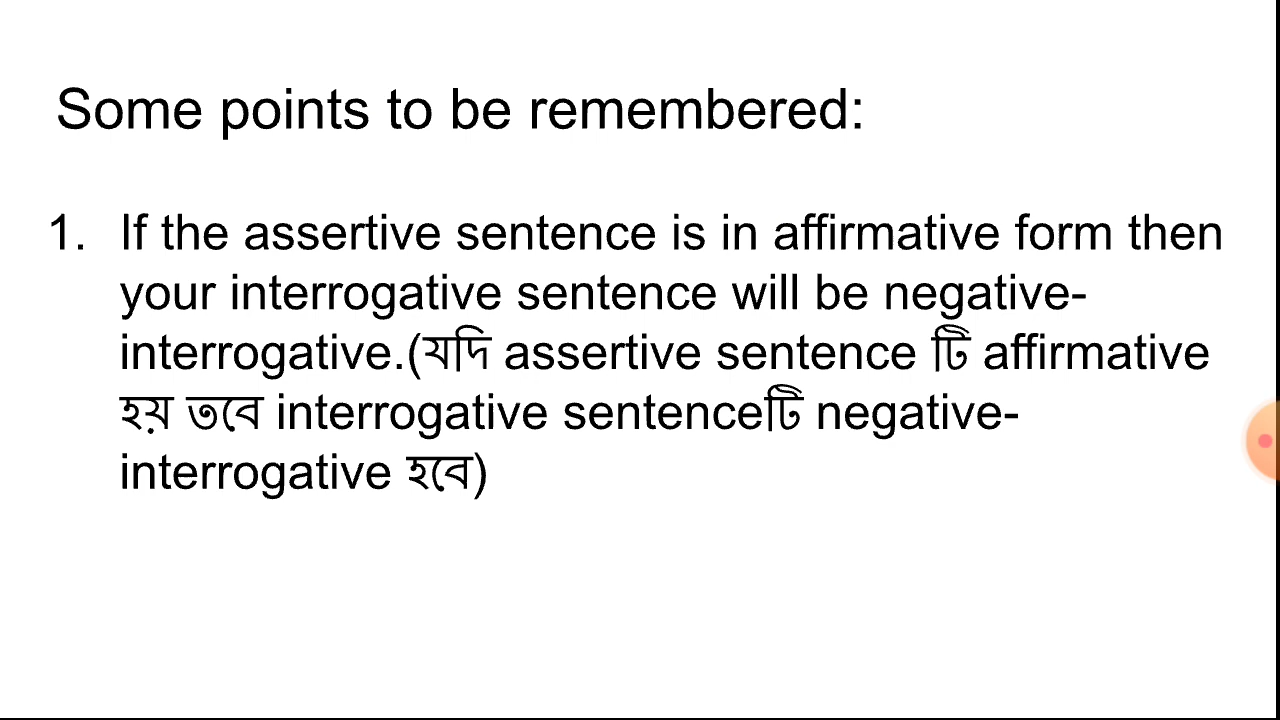 Some points to be remembered:
1. If the assertive sentence is in affirmative form then
your interrogative sentence will be negative-
interrogative.(যদি assertive sentence টি affirmative
হয় তবে interrogative sentenceটি negative-
interrogative হবে)